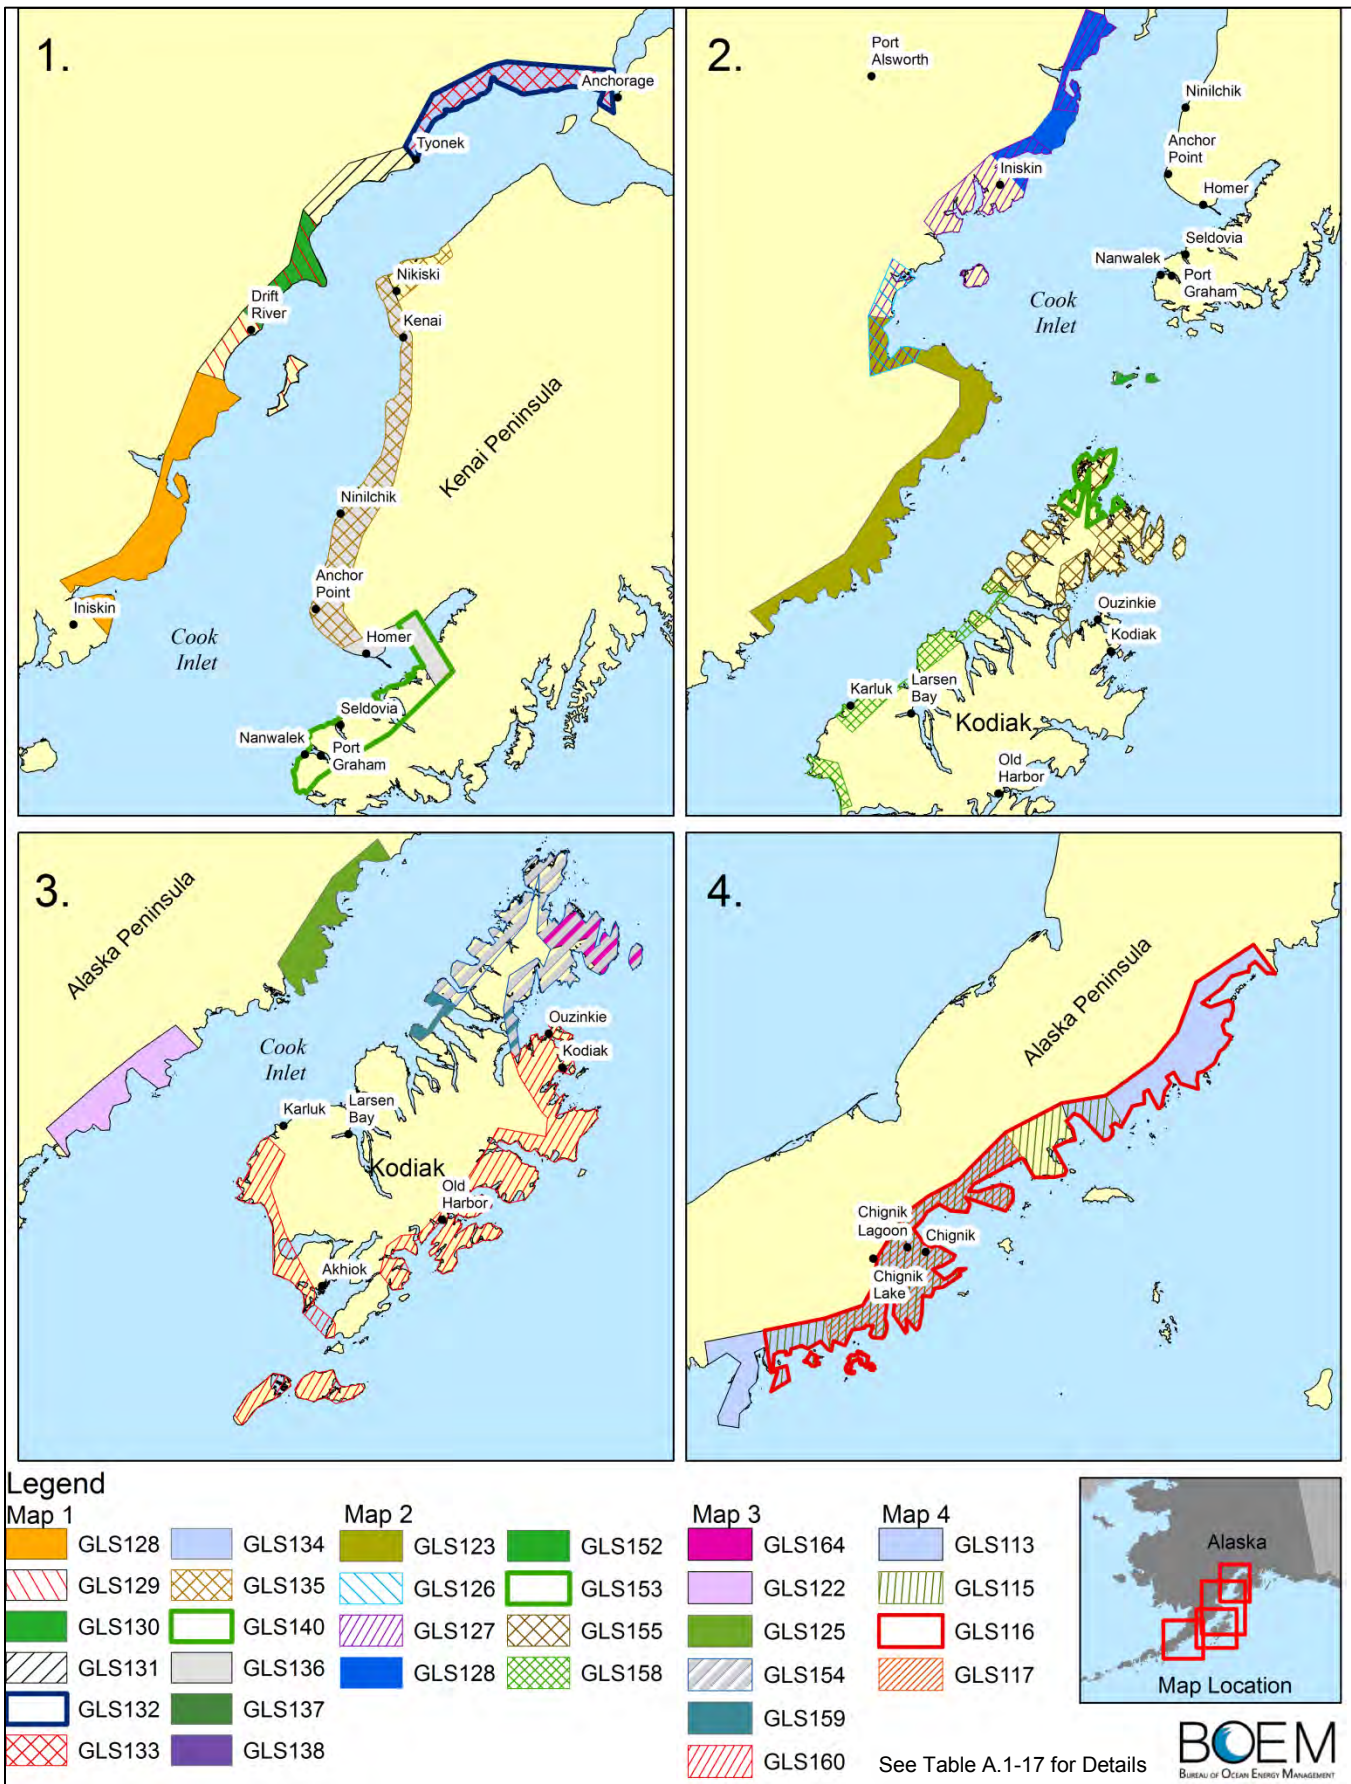 1.
Anchorage
Tyonek
Drift
River
Nikiski
Kenai
Kenai Peninsula
Ninilchik
Anchor
Point
Iniskin
Cook
Inlet
Homer
Seldovia
Nanwalek
Port
Graham
2.
Port
Alsworth
Ninilchik
Anchor
Point
Iniskin
Homer
Seldovia
Nanwalek
Port
Graham
Cook
Inlet
Ouzinkie
Kodiak
Karluk
Larsen
Bay
Kodiak
Old
Harbor
3.
Alaska Peninsula
Cook
Inlet
Ouzinkie
Kodiak
Karluk
Larsen
Bay
Kodiak
Old
Harbor
Akhiok
4.
Alaska Peninsula
Chignik
Lagoon
Chignik
Chignik
Lake
Legend
Map 1
GLS128
GLS129
GLS130
GLS131
GLS132
GLS133
GLS134
GLS135
GLS140
GLS136
GLS137
GLS138
Map 2
GLS123
GLS126
GLS127
GLS128
GLS152
GLS153
GLS155
GLS158
Map 3
GLS164
GLS122
GLS125
GLS154
GLS159
GLS160
Map 4
GLS113
GLS115
GLS116
GLS117
See Table A.1-17 for Details
Alaska
Map Location
BOEM
BUREAU OF OCEAN ENERGY MANAGEMENT